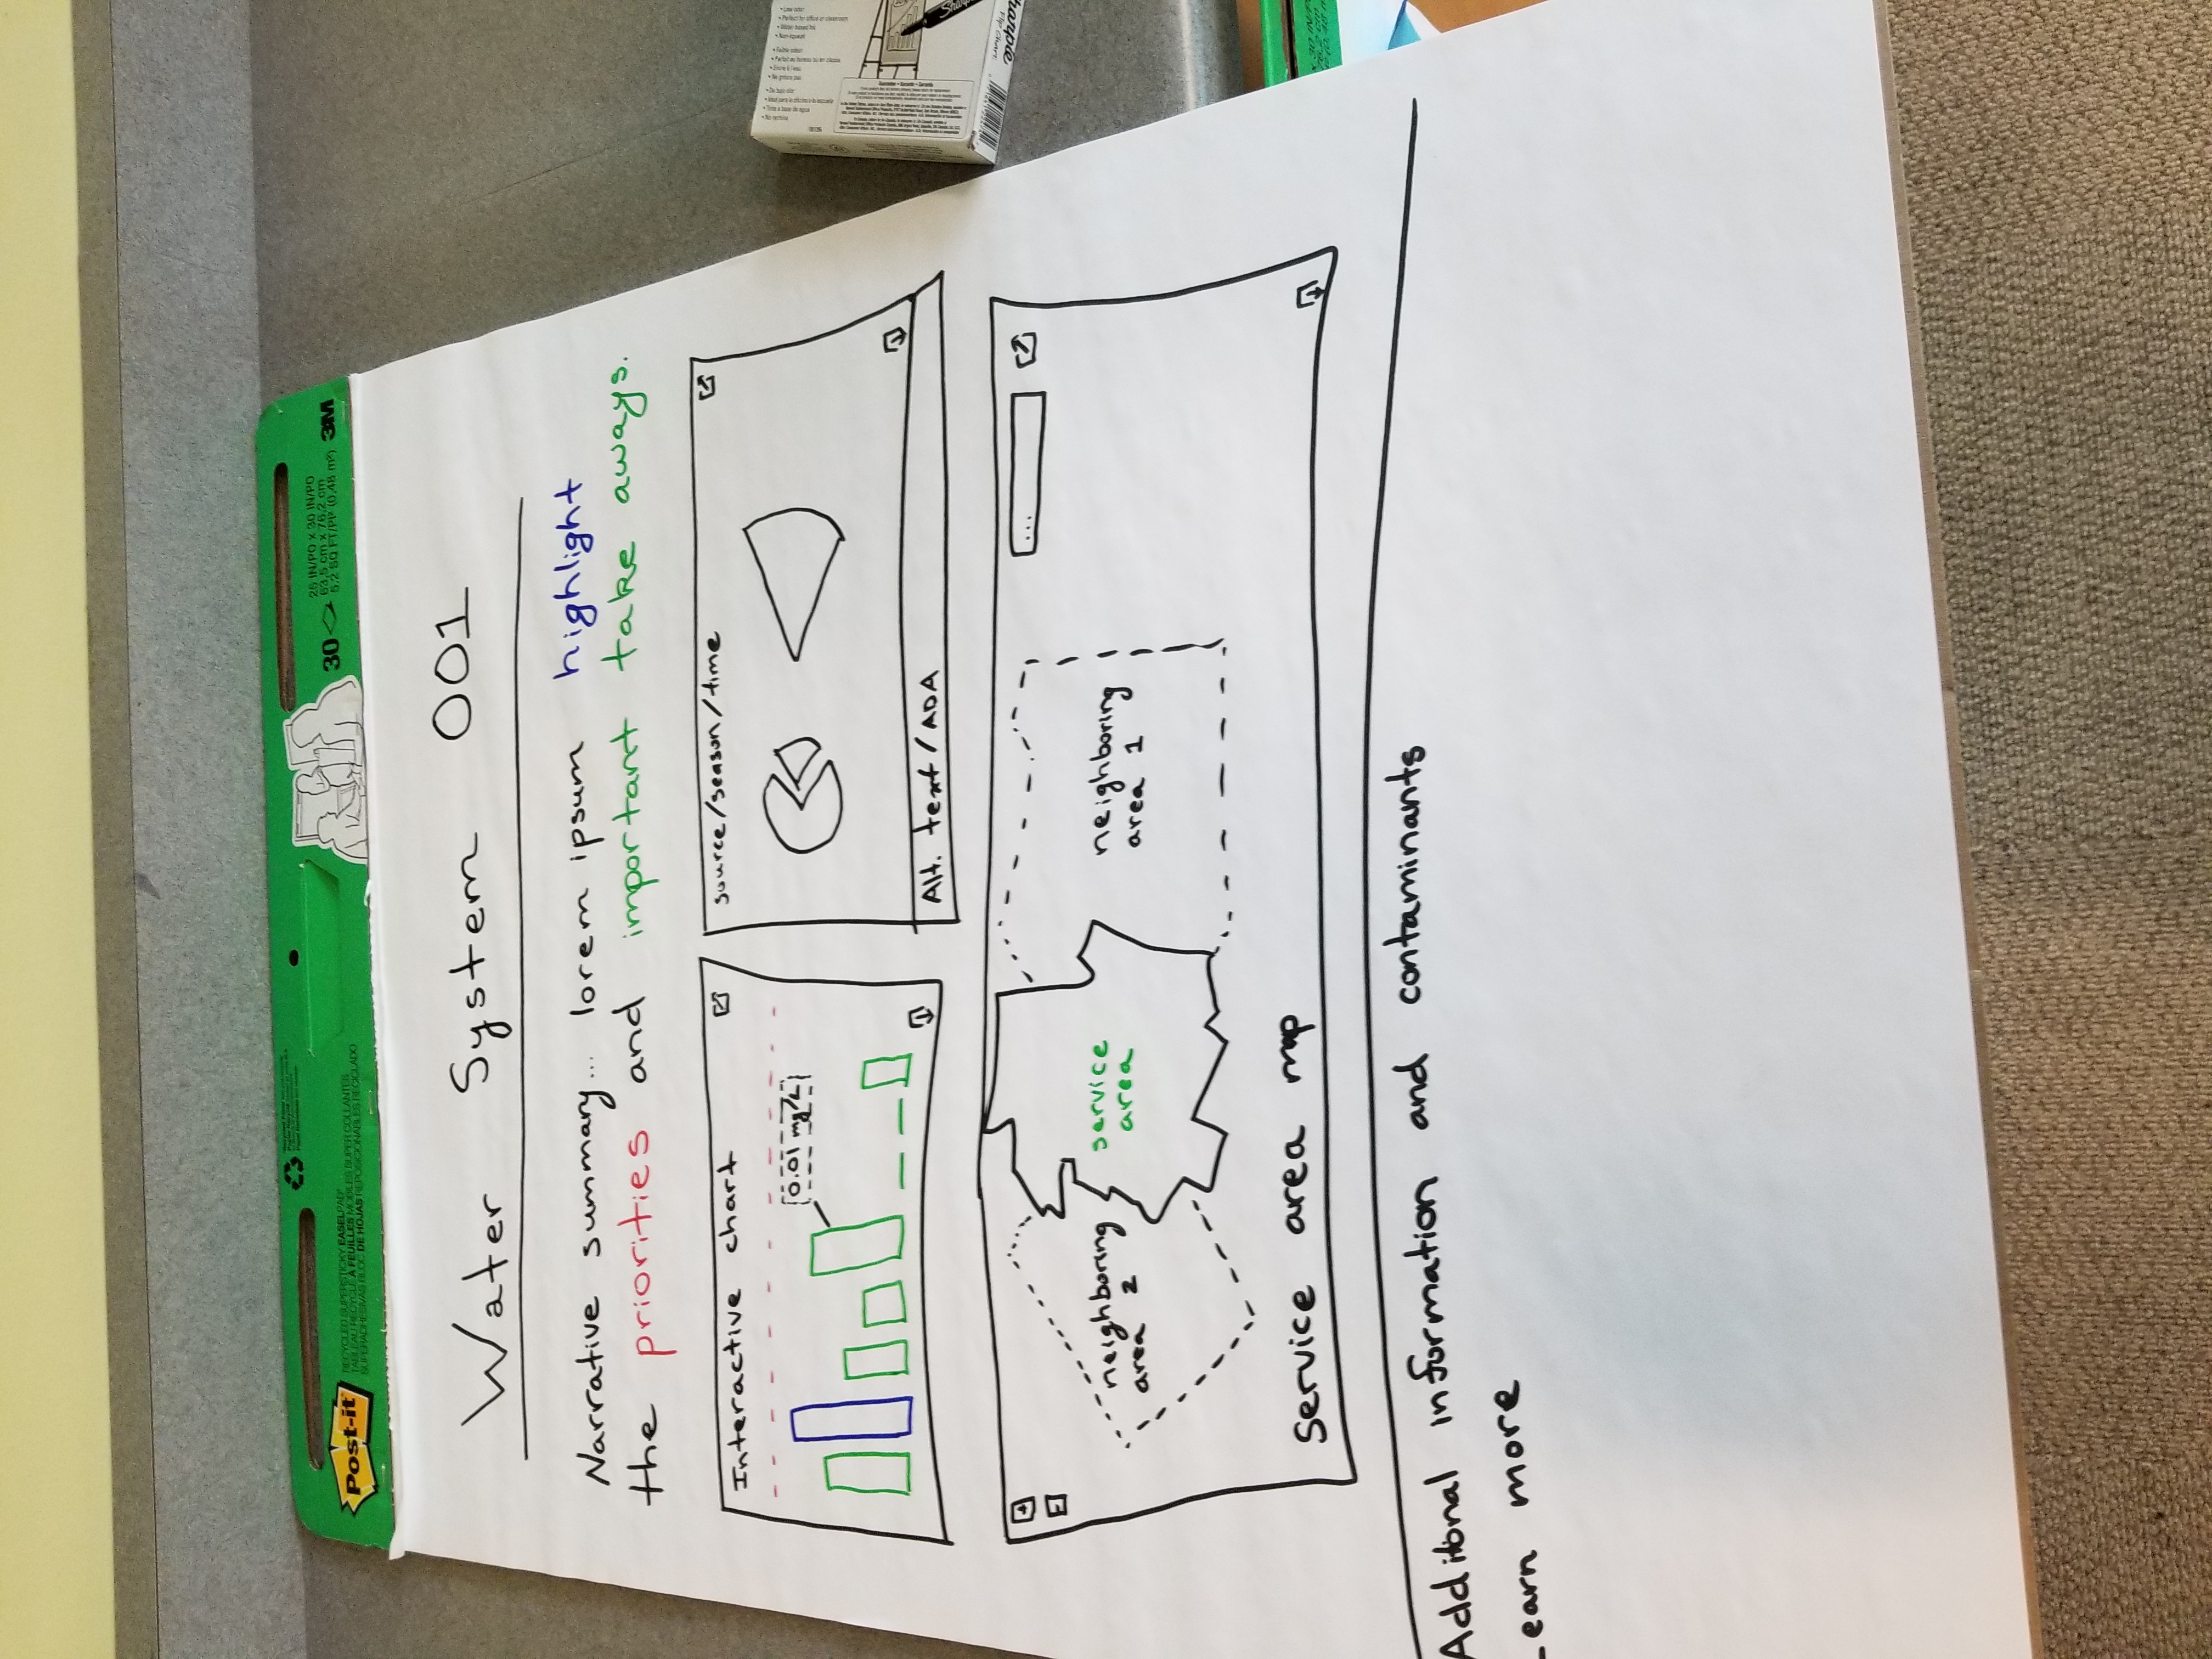 Post-it
RECYCLED SUPERSTICKY EASELPAD
TABLEAU RECYCLÉ À FEUILLES MOBILES SUPER COLLANTES
SUPERADHESIVAS BLOC DE HOJAS REPOSICIONABLES RECICLADO
30
25 IN/PO x 30 IN/PO
63,5 cm x 76,2 cm
5.2 SQ FT/PP² (0,48 m²)
3M
Water System 001
Narrative summary... lorem ipsum highlight
the priorities and important take aways.
Interactive chart
0.01 mg/L
source/season/time
Alt. text/ADA
+
-
...
neighboring
area 2
service
area
neighboring
area 1
Service area map
Additional information and contaminants
Learn more
Flip Chart